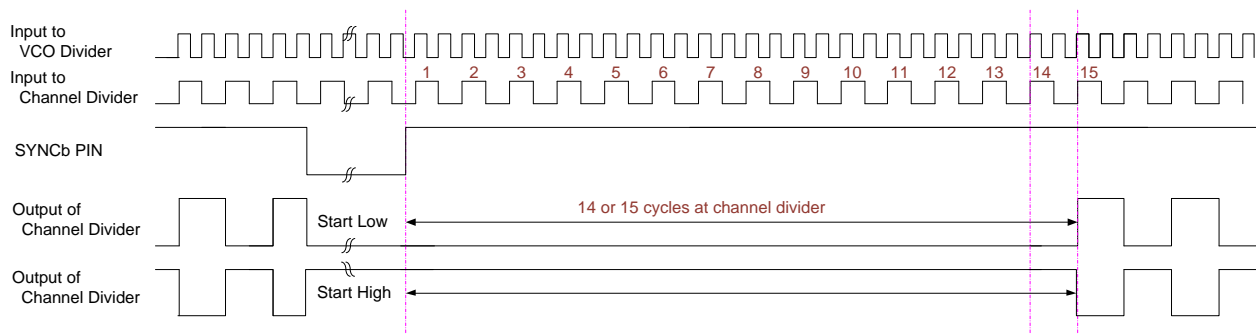 Input to
VCO Divider
Input to
Channel Divider
1 2 3 4 5 6 7 8 9 10 11 12 13 14 15
SYNCb PIN
Output of
Channel Divider
Start Low
14 or 15 cycles at channel divider
Output of
Channel Divider
Start High